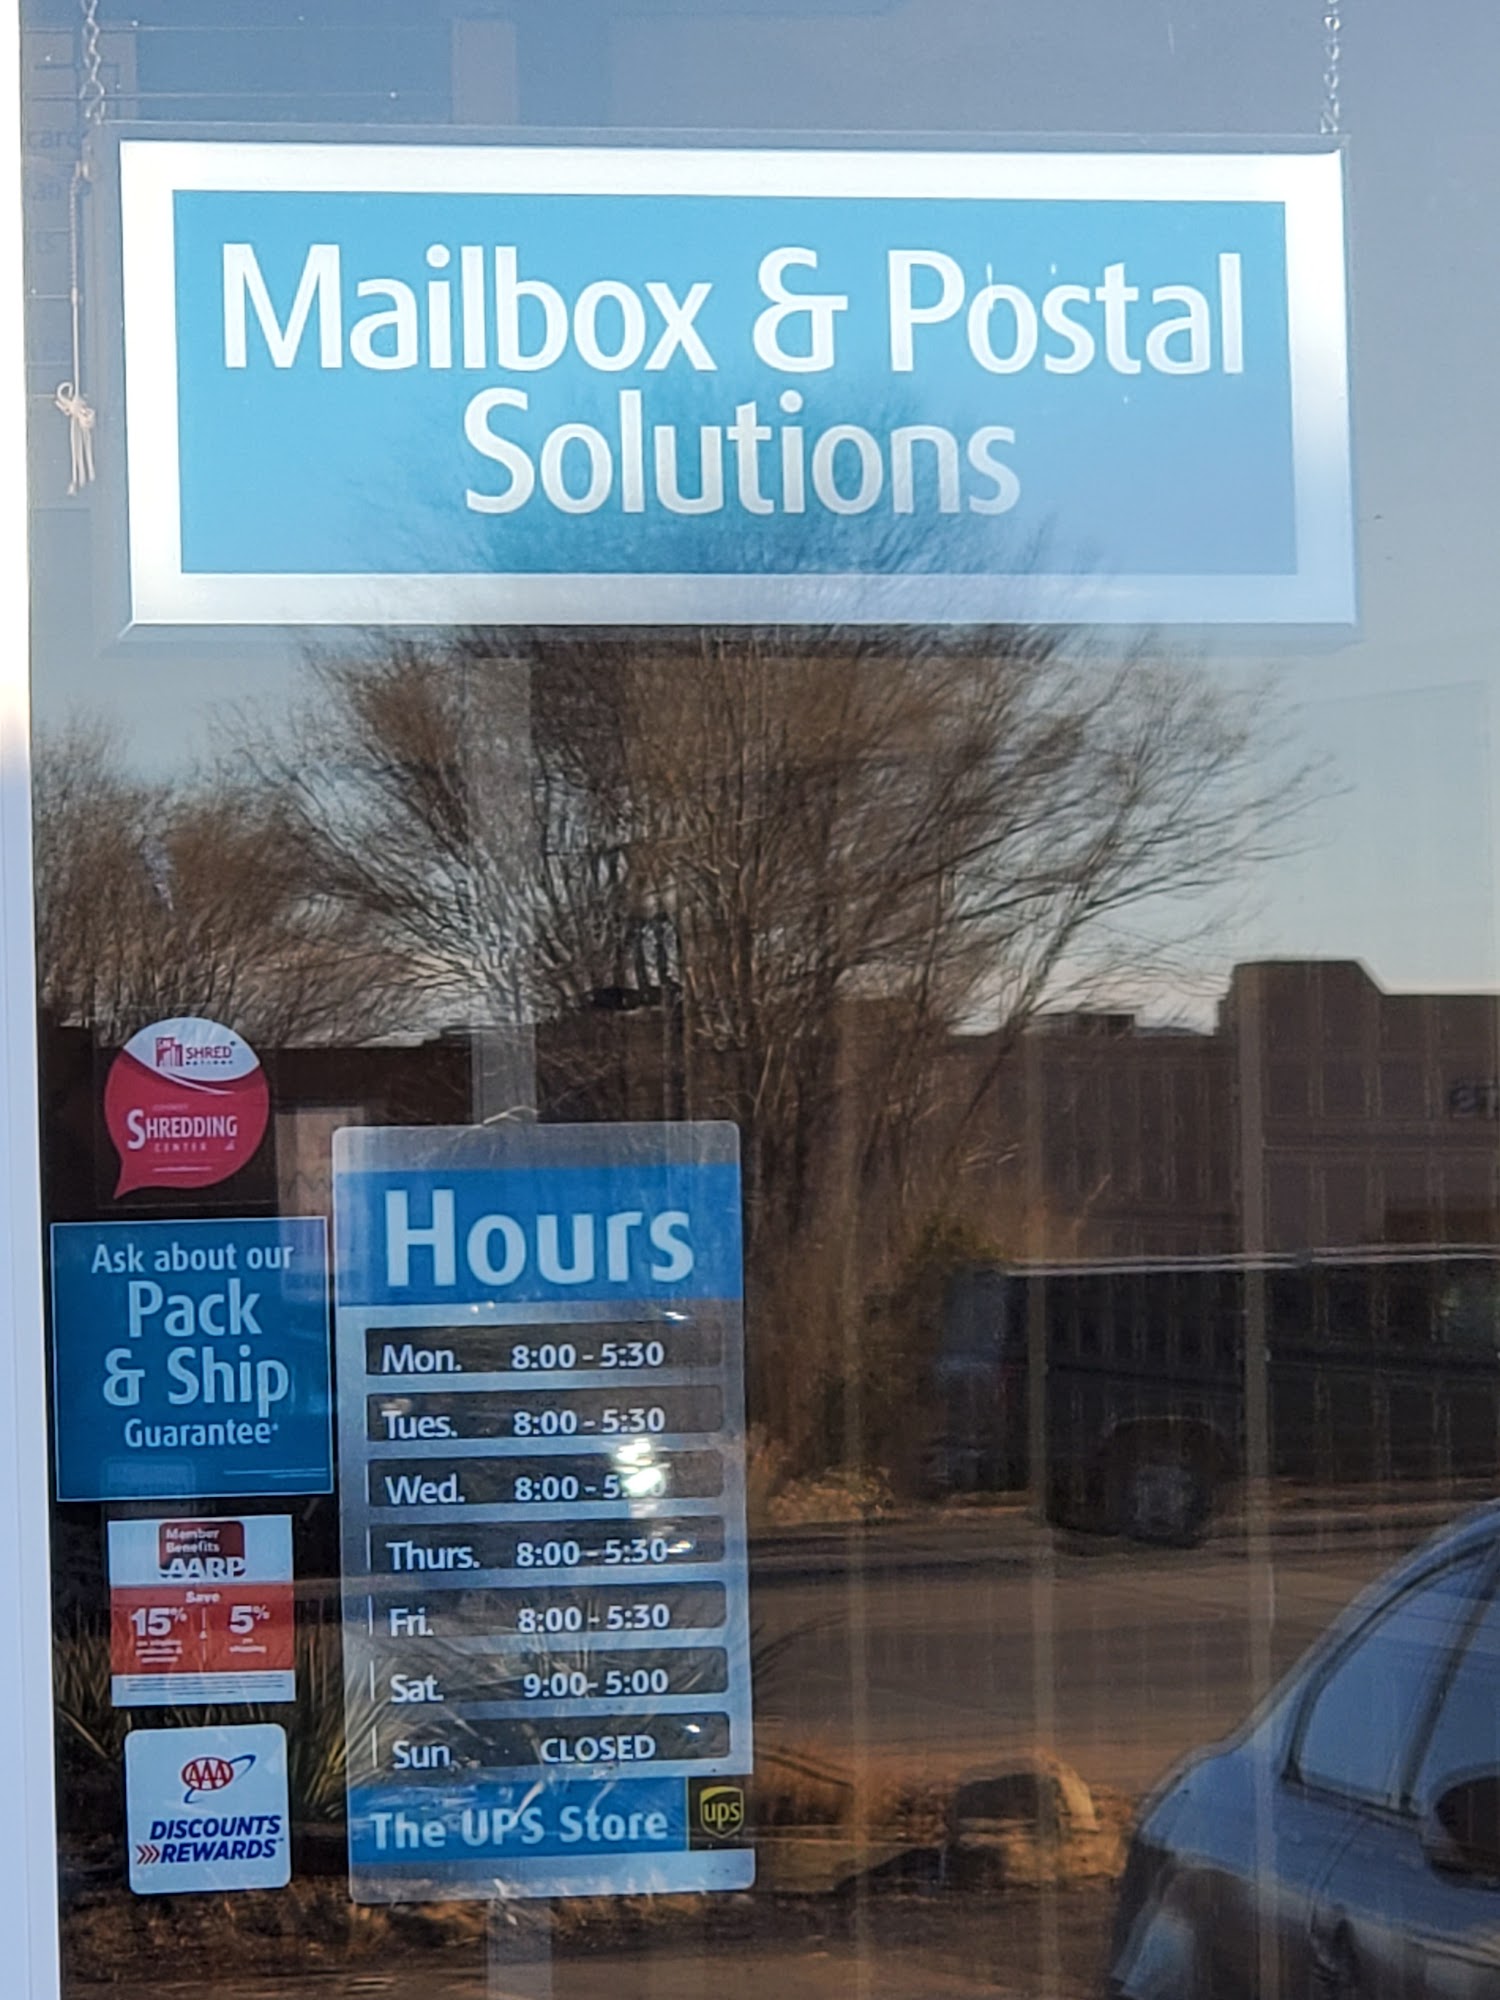 Mailbox & Postal
Solutions
SHRED
NATIONS
SHREDDING
CENTER
Ask about our
Pack
& Ship
Guarantee*
Member
Benefits
AARP
Save
15% & 5%
AAA
DISCOUNTS
REWARDS
Hours
Mon. 8:00 - 5:30
Tues. 8:00 - 5:30
Wed. 8:00 -
Thurs. 8:00 - 5:30
Fri. 8:00 - 5:30
Sat. 9:00 - 5:00
Sun CLOSED
The UPS Store
ups